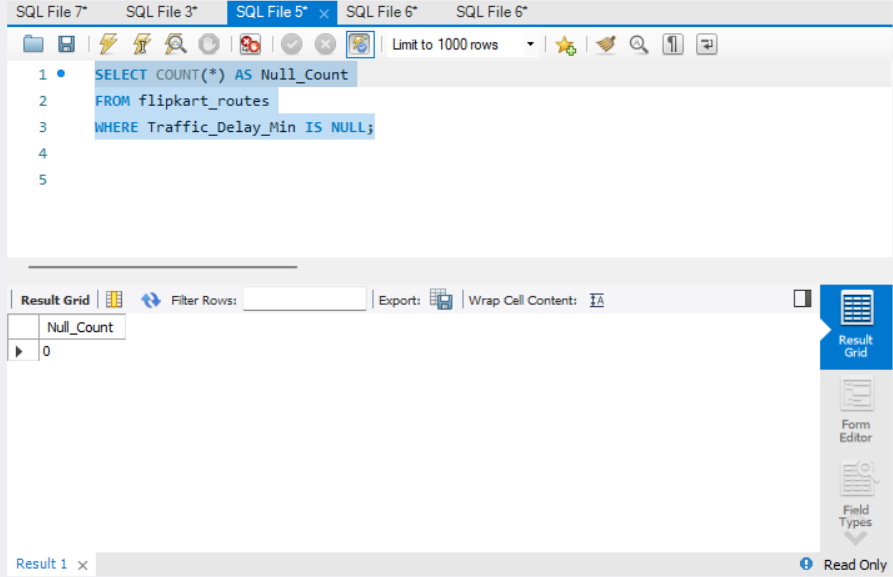 SQL File 7* SQL File 3* SQL File 5* × SQL File 6* SQL File 6*
Limit to 1000 rows
1 SELECT COUNT(*) AS Null_Count
2 FROM flipkart_routes
3 WHERE Traffic_Delay_Min IS NULL;
4
5
Result Grid Filter Rows: Export: Wrap Cell Content: IA
Null_Count
0
Result
Grid
Form
Editor
Field
Types
Result 1 × Read Only